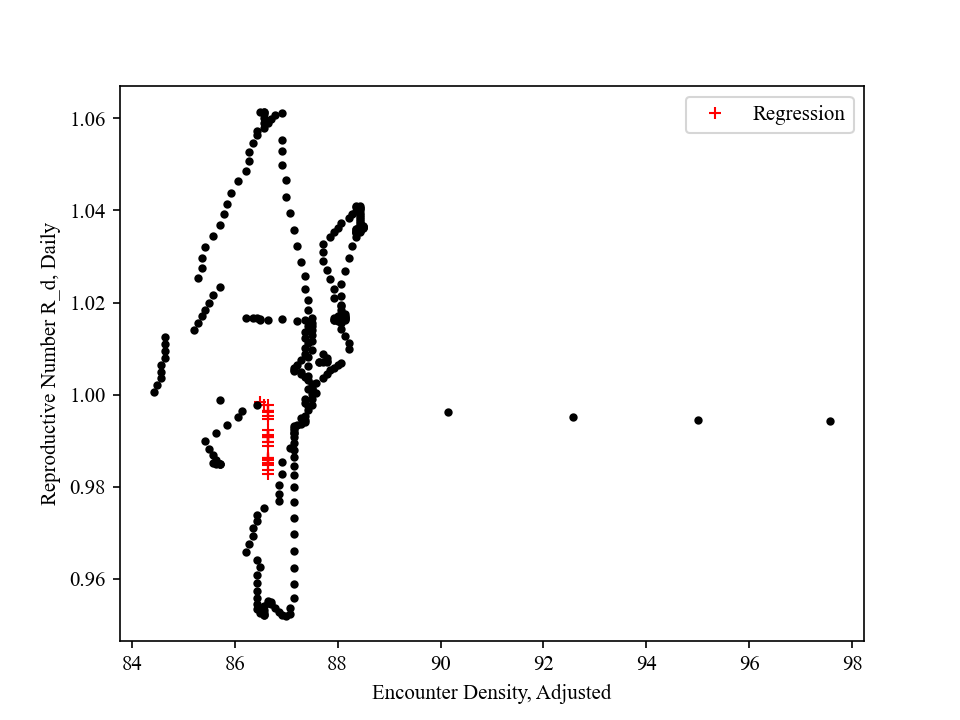 Regression
1.06
1.04
1.02
1.00
0.98
0.96
Reproductive Number R_d, Daily
84 86 88 90 92 94 96 98
Encounter Density, Adjusted